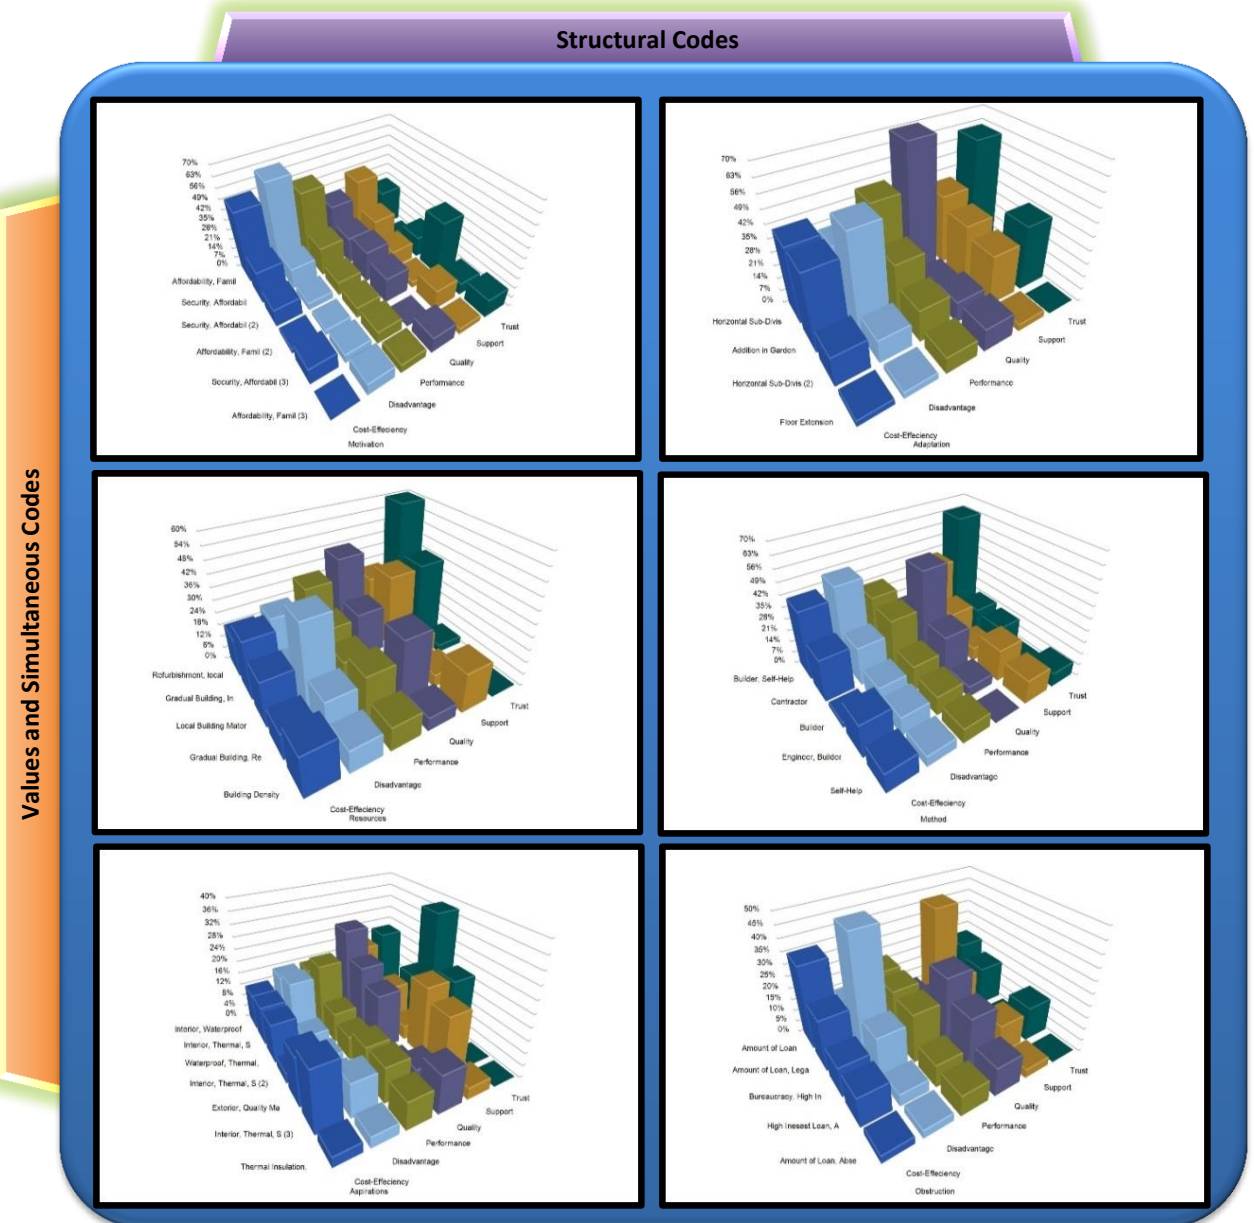 Structural Codes
Values and Simultaneous Codes
70%
63%
56%
49%
42%
35%
28%
21%
14%
7%
0%
Affordability, Famil
Security, Affordabil
Security, Affordabil (2)
Affordability, Famil (2)
Security, Affordabil (3)
Affordability, Famil (3)
Trust
Support
Quality
Performance
Disadvantage
Cost-Effeciency
Motivation
70%
63%
56%
49%
42%
35%
28%
21%
14%
7%
0%
Horizontal Sub-Divis
Addition in Garden
Horizontal Sub-Divis (2)
Floor Extension
Trust
Support
Quality
Performance
Disadvantage
Cost-Effeciency
Adaptation
60%
54%
48%
42%
36%
30%
24%
18%
12%
6%
0%
Refurbishment, local
Gradual Building, In
Local Building Mater
Gradual Building, Re
Building Density
Trust
Support
Quality
Performance
Disadvantage
Cost-Effeciency
Resources
70%
63%
56%
49%
42%
35%
28%
21%
14%
7%
0%
Builder, Self-Help
Contractor
Builder
Engineer, Builder
Self-Help
Trust
Support
Quality
Performance
Disadvantage
Cost-Effeciency
Method
40%
36%
32%
28%
24%
20%
16%
12%
8%
4%
0%
Interior, Waterproof
Interior, Thermal, S
Waterproof, Thermal,
Interior, Thermal, S (2)
Exterior, Quality Ma
Interior, Thermal, S (3)
Thermal Insulation,
Trust
Support
Quality
Performance
Disadvantage
Cost-Effeciency
Aspirations
50%
45%
40%
35%
30%
25%
20%
15%
10%
5%
0%
Amount of Loan
Amount of Loan, Lega
Bureaucracy, High In
High Inesest Loan, A
Amount of Loan, Abse
Trust
Support
Quality
Performance
Disadvantage
Cost-Effeciency
Obstruction